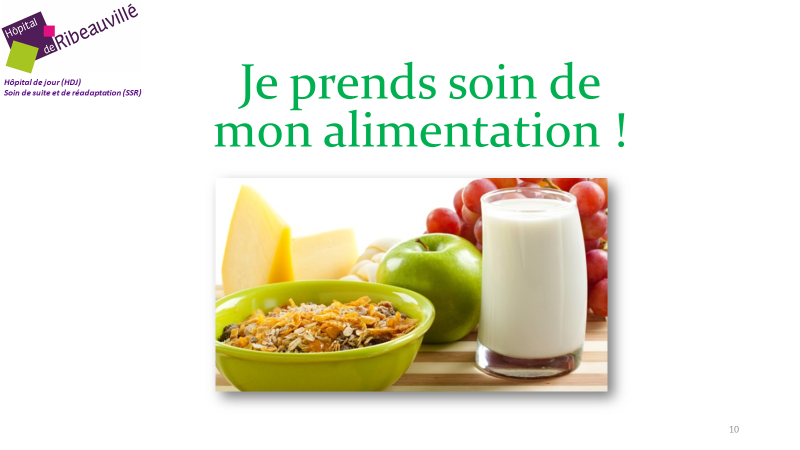 Hôpital
de Ribeauvillé
Hôpital de jour (HDJ)
Soin de suite et de réadaptation (SSR)
Je prends soin de
mon alimentation !
10